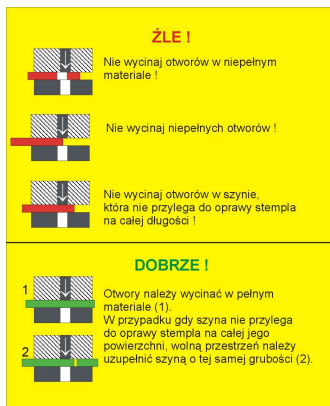 ŹLE !
Nie wycinaj otworów w niepełnym
materiale !
Nie wycinaj niepełnych otworów !
Nie wycinaj otworów w szynie,
która nie przylega do oprawy stempla
na całej długości !
DOBRZE !
1
Otwory należy wycinać w pełnym
materiale (1).
W przypadku gdy szyna nie przylega
do oprawy stempla na całej jego
powierzchni, wolną przestrzeń należy
uzupełnić szyną o tej samej grubości (2).
2